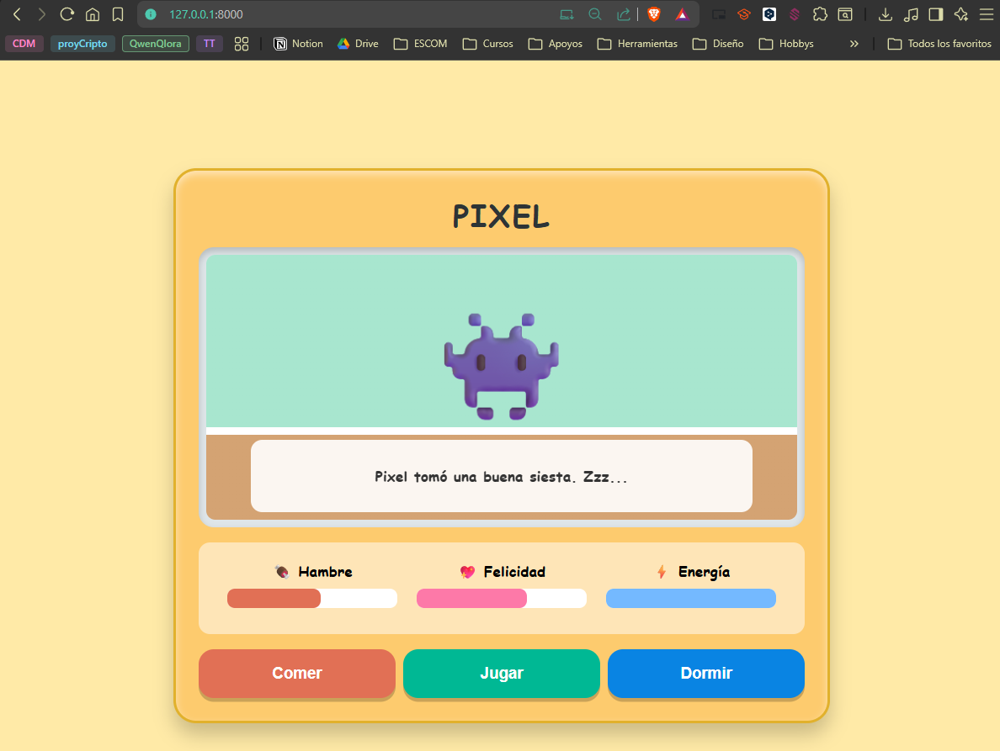 127.0.0.1:8000
CDM proyCripto QwenQlora TT Notion Drive ESCOM Cursos Apoyos Herramientas Diseño Hobbys » Todos los favoritos
PIXEL
Pixel tomó una buena siesta. Zzz...
Hambre Felicidad Energía
Comer Jugar Dormir